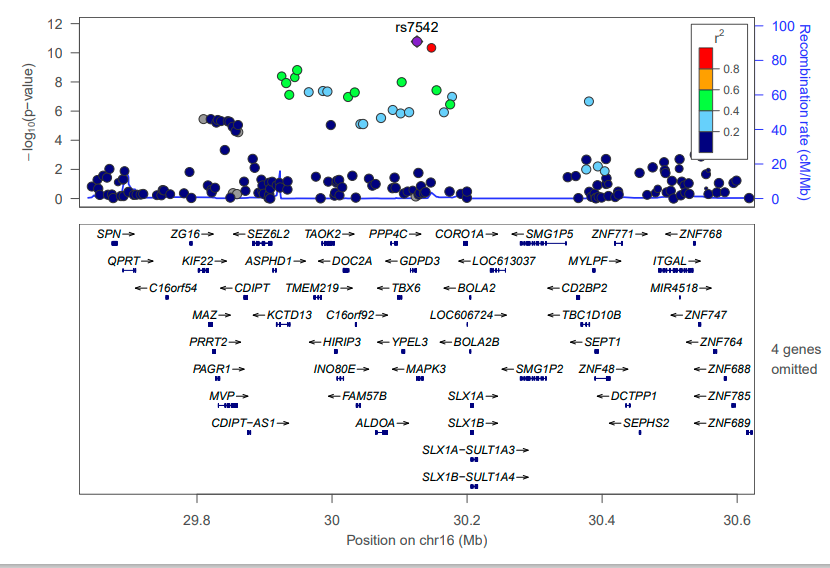 rs7542
12
10
8
6
4
2
0
−log10(p−value)
100
80
60
40
20
0
Recombination rate (cM/Mb)
r2
0.8
0.6
0.4
0.2
SPN→ ZG16→ ←SEZ6L2 TAOK2→ PPP4C→ CORO1A→ ←SMG1P5 ZNF771→ ←ZNF768
QPRT→ KIF22→ ASPHD1→ ←DOC2A ←GDPD3 ←LOC613037 MYLPF→ ITGAL→
←C16orf54 ←CDIPT TMEM219→ ←TBX6 ←BOLA2 ←CD2BP2 MIR4518→
MAZ→ ←KCTD13 C16orf92→ LOC606724→ ←TBC1D10B ←ZNF747
PRRT2→ ←HIRIP3 ←YPEL3 ←BOLA2B ←SEPT1 ←ZNF764
PAGR1→ INO80E→ ←MAPK3 ←SMG1P2 ZNF48→ ←ZNF688
MVP→ ←FAM57B SLX1A→ ←DCTPP1 ←ZNF785
CDIPT−AS1→ ALDOA→ SLX1B→ ←SEPHS2 ←ZNF689
SLX1A−SULT1A3→
SLX1B−SULT1A4→
4 genes
omitted
29.8 30 30.2 30.4 30.6
Position on chr16 (Mb)